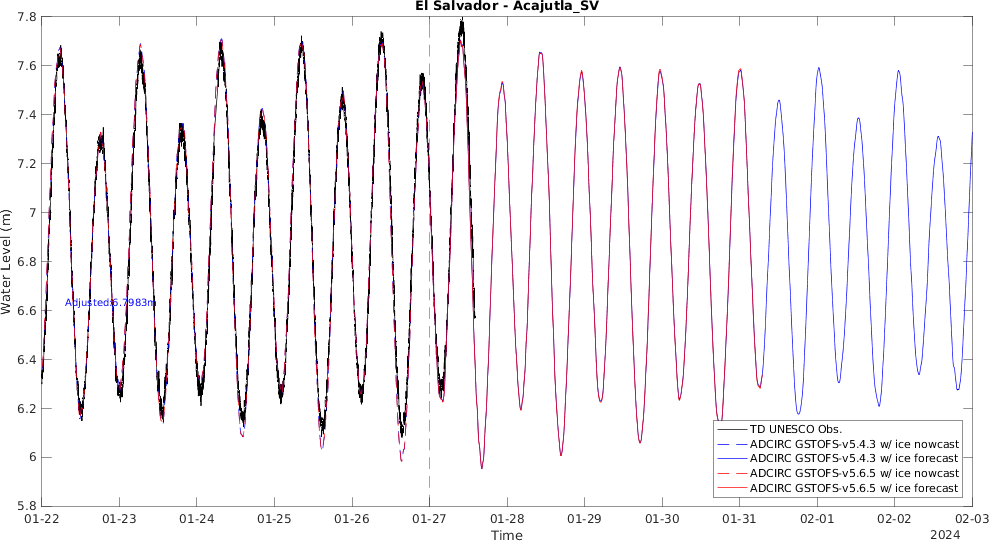 El Salvador - Acajutla_SV
Water Level (m)
7.8
7.6
7.4
7.2
7
6.8
6.6
6.4
6.2
6
5.8
Adjusted:6.7983m
TD UNESCO Obs.
ADCIRC GSTOFS-v5.4.3 w/ ice nowcast
ADCIRC GSTOFS-v5.4.3 w/ ice forecast
ADCIRC GSTOFS-v5.6.5 w/ ice nowcast
ADCIRC GSTOFS-v5.6.5 w/ ice forecast
01-22 01-23 01-24 01-25 01-26 01-27 01-28 01-29 01-30 01-31 02-01 02-02 02-03
Time
2024